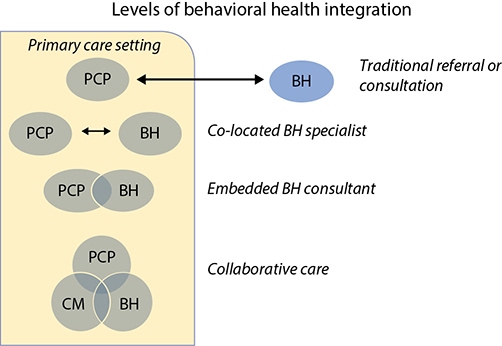 Levels of behavioral health integration
Primary care setting
PCP
BH
Traditional referral or
consultation
PCP
BH
Co-located BH specialist
PCP
BH
Embedded BH consultant
PCP
Collaborative care
CM
BH